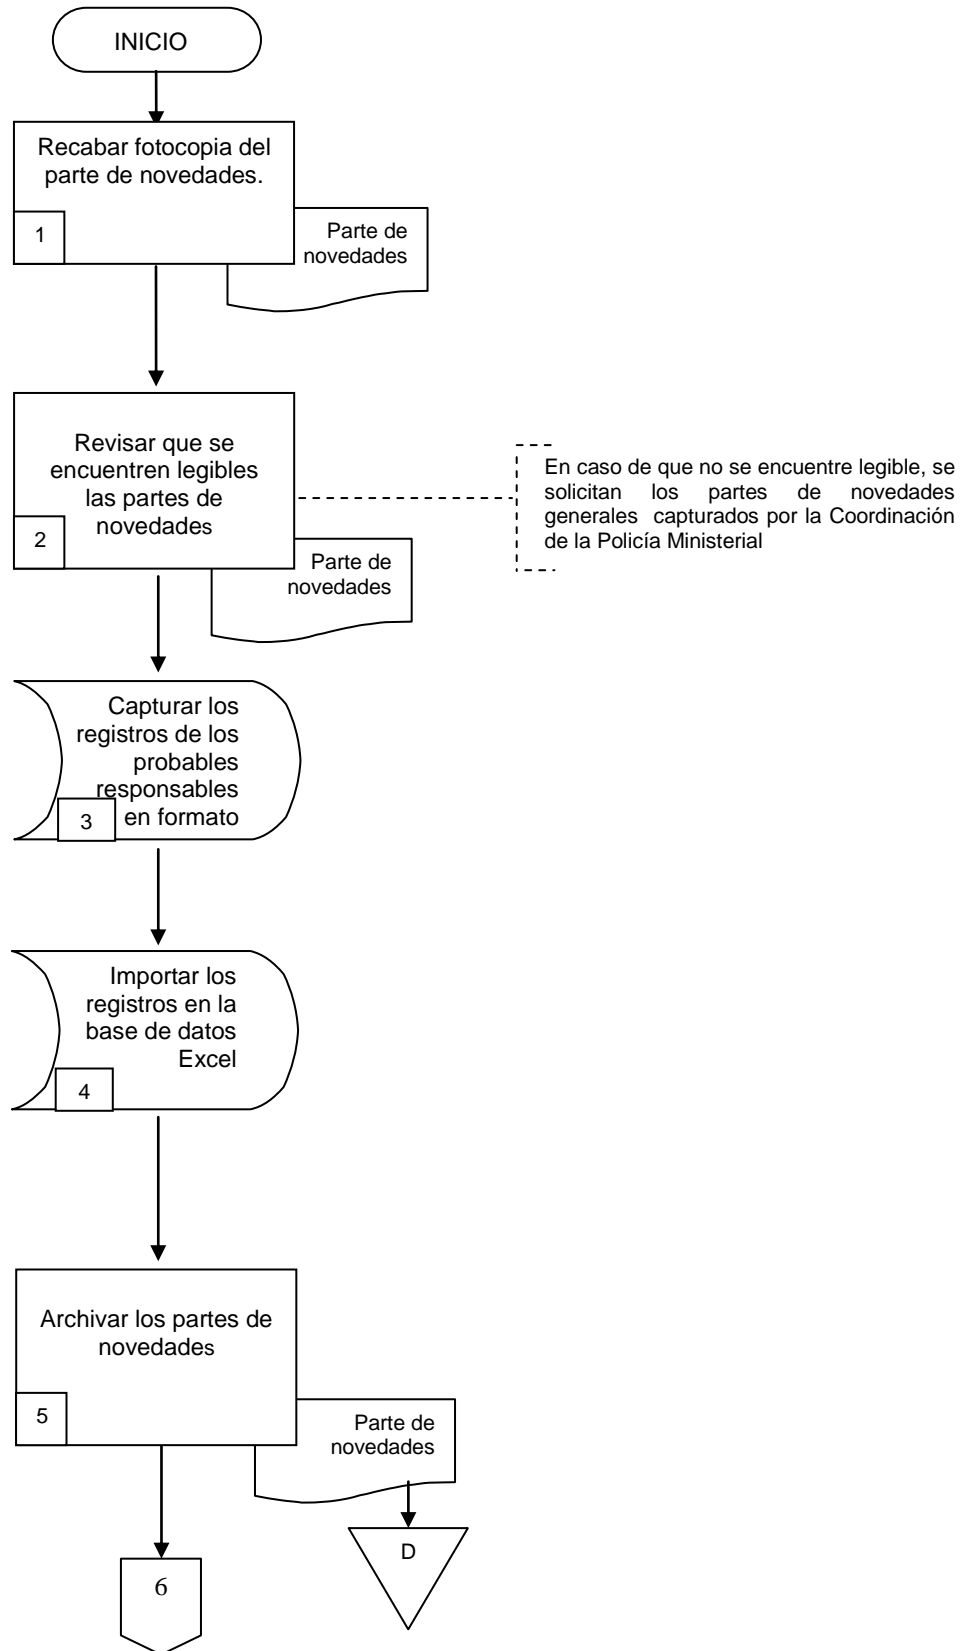 INICIO
Recabar fotocopia del
parte de novedades.
1
Parte de
novedades
Revisar que se
encuentren legibles
las partes de
novedades
2
Parte de
novedades
En caso de que no se encuentre legible, se
solicitan los partes de novedades
generales capturados por la Coordinación
de la Policía Ministerial
Capturar los
registros de los
probables
responsables
en formato
3
Importar los
registros en la
base de datos
Excel
4
Archivar los partes de
novedades
5
Parte de
novedades
D
6